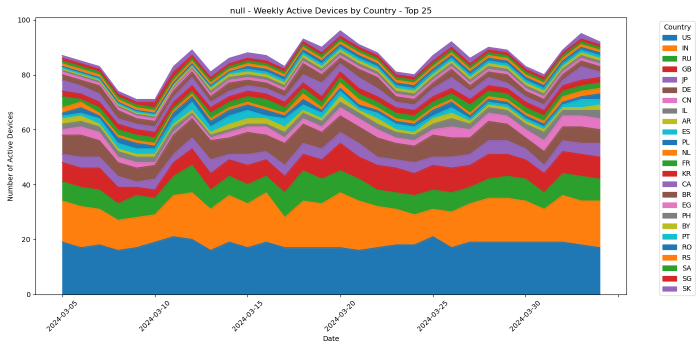 null - Weekly Active Devices by Country - Top 25
Number of Active Devices
100
80
60
40
20
0
2024-03-05
2024-03-10
2024-03-15
2024-03-20
2024-03-25
2024-03-30
Date
Country
US
IN
RU
GB
JP
DE
CN
IL
AR
ES
PL
NL
FR
KR
CA
BR
EG
PH
BY
PT
RO
RS
SA
SG
SK